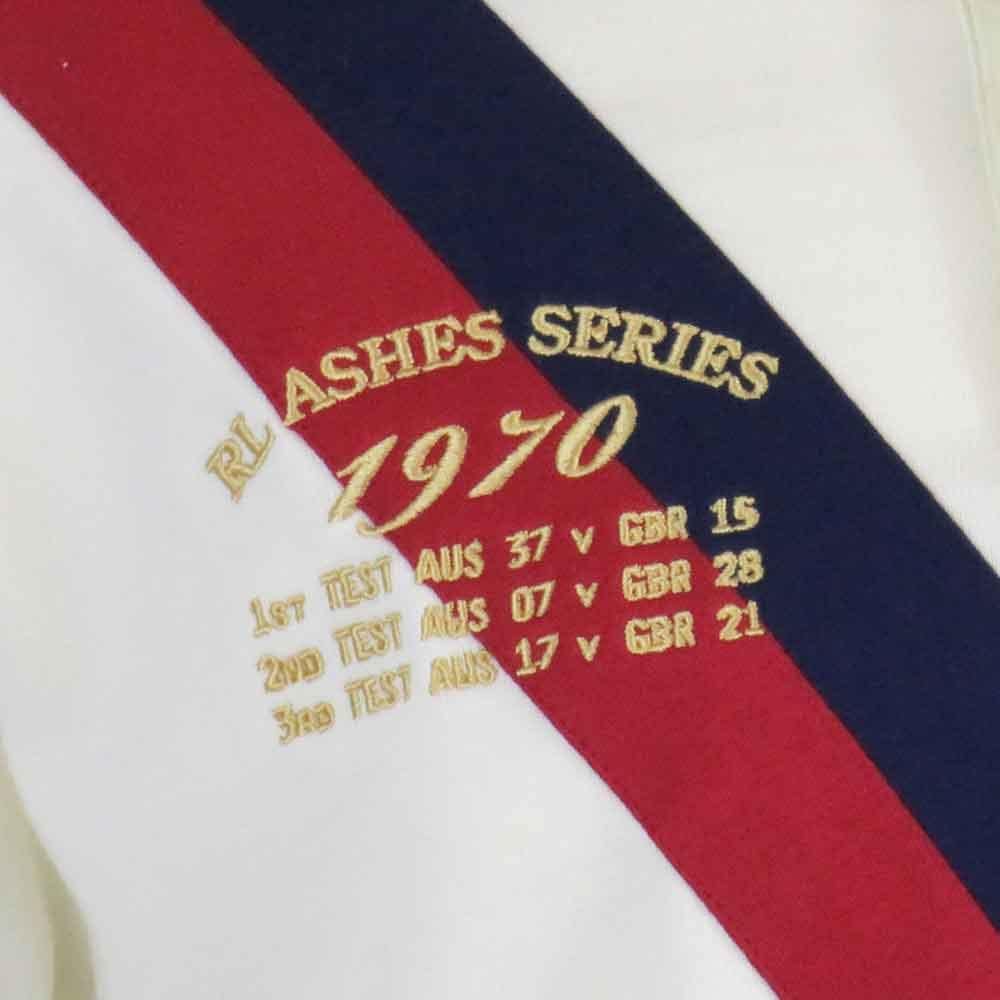 RL ASHES SERIES
1970
1ST TEST AUS 37 V GBR 15
2ND TEST AUS 07 V GBR 28
3RD TEST AUS 17 V GBR 21